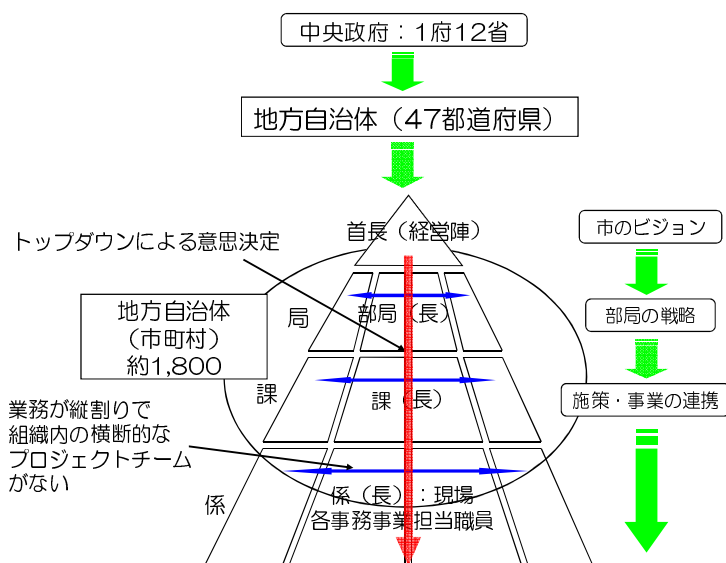 中央政府：1府12省
地方自治体（47都道府県）
首長（経営陣）
トップダウンによる意思決定
市のビジョン
地方自治体
（市町村）
約1,800
局
部局（長）
部局の戦略
課
課（長）
施策・事業の連携
業務が縦割りで
組織内の横断的な
プロジェクトチーム
がない
係
係（長）：現場
各事務事業担当職員